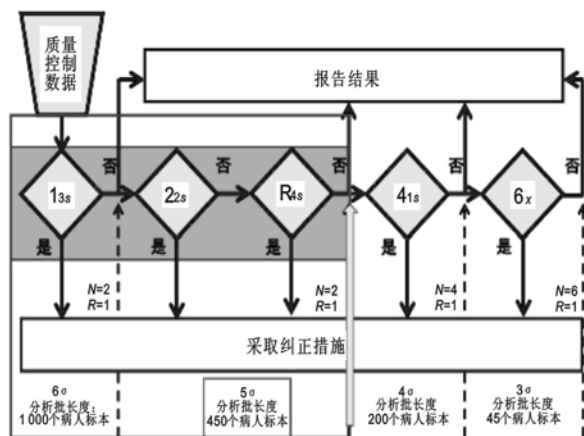 质量
控制
数据
报告结果
否 否 否 否 否
1₃s 2₂s R₄s 4₁s 6x
是 是 是 是 是
N=2 N=2 N=4 N=6
R=1 R=1 R=1 R=1
采取纠正措施
6σ 5σ 4σ 3σ
分析批长度: 分析批长度 分析批长度 分析批长度
1 000个病人标本 450个病人标本 200个病人标本 45个病人标本